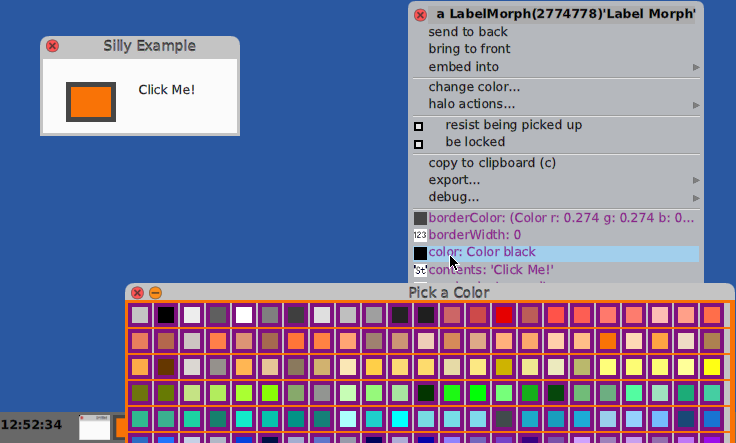 Silly Example
Click Me!
a LabelMorph(2774778)'Label Morph'
send to back
bring to front
embed into
change color...
halo actions...
resist being picked up
be locked
copy to clipboard (c)
export...
debug...
borderColor: (Color r: 0.274 g: 0.274 b: 0...
123 borderWidth: 0
color: Color black
'St' contents: 'Click Me!'
Pick a Color
12:52:34